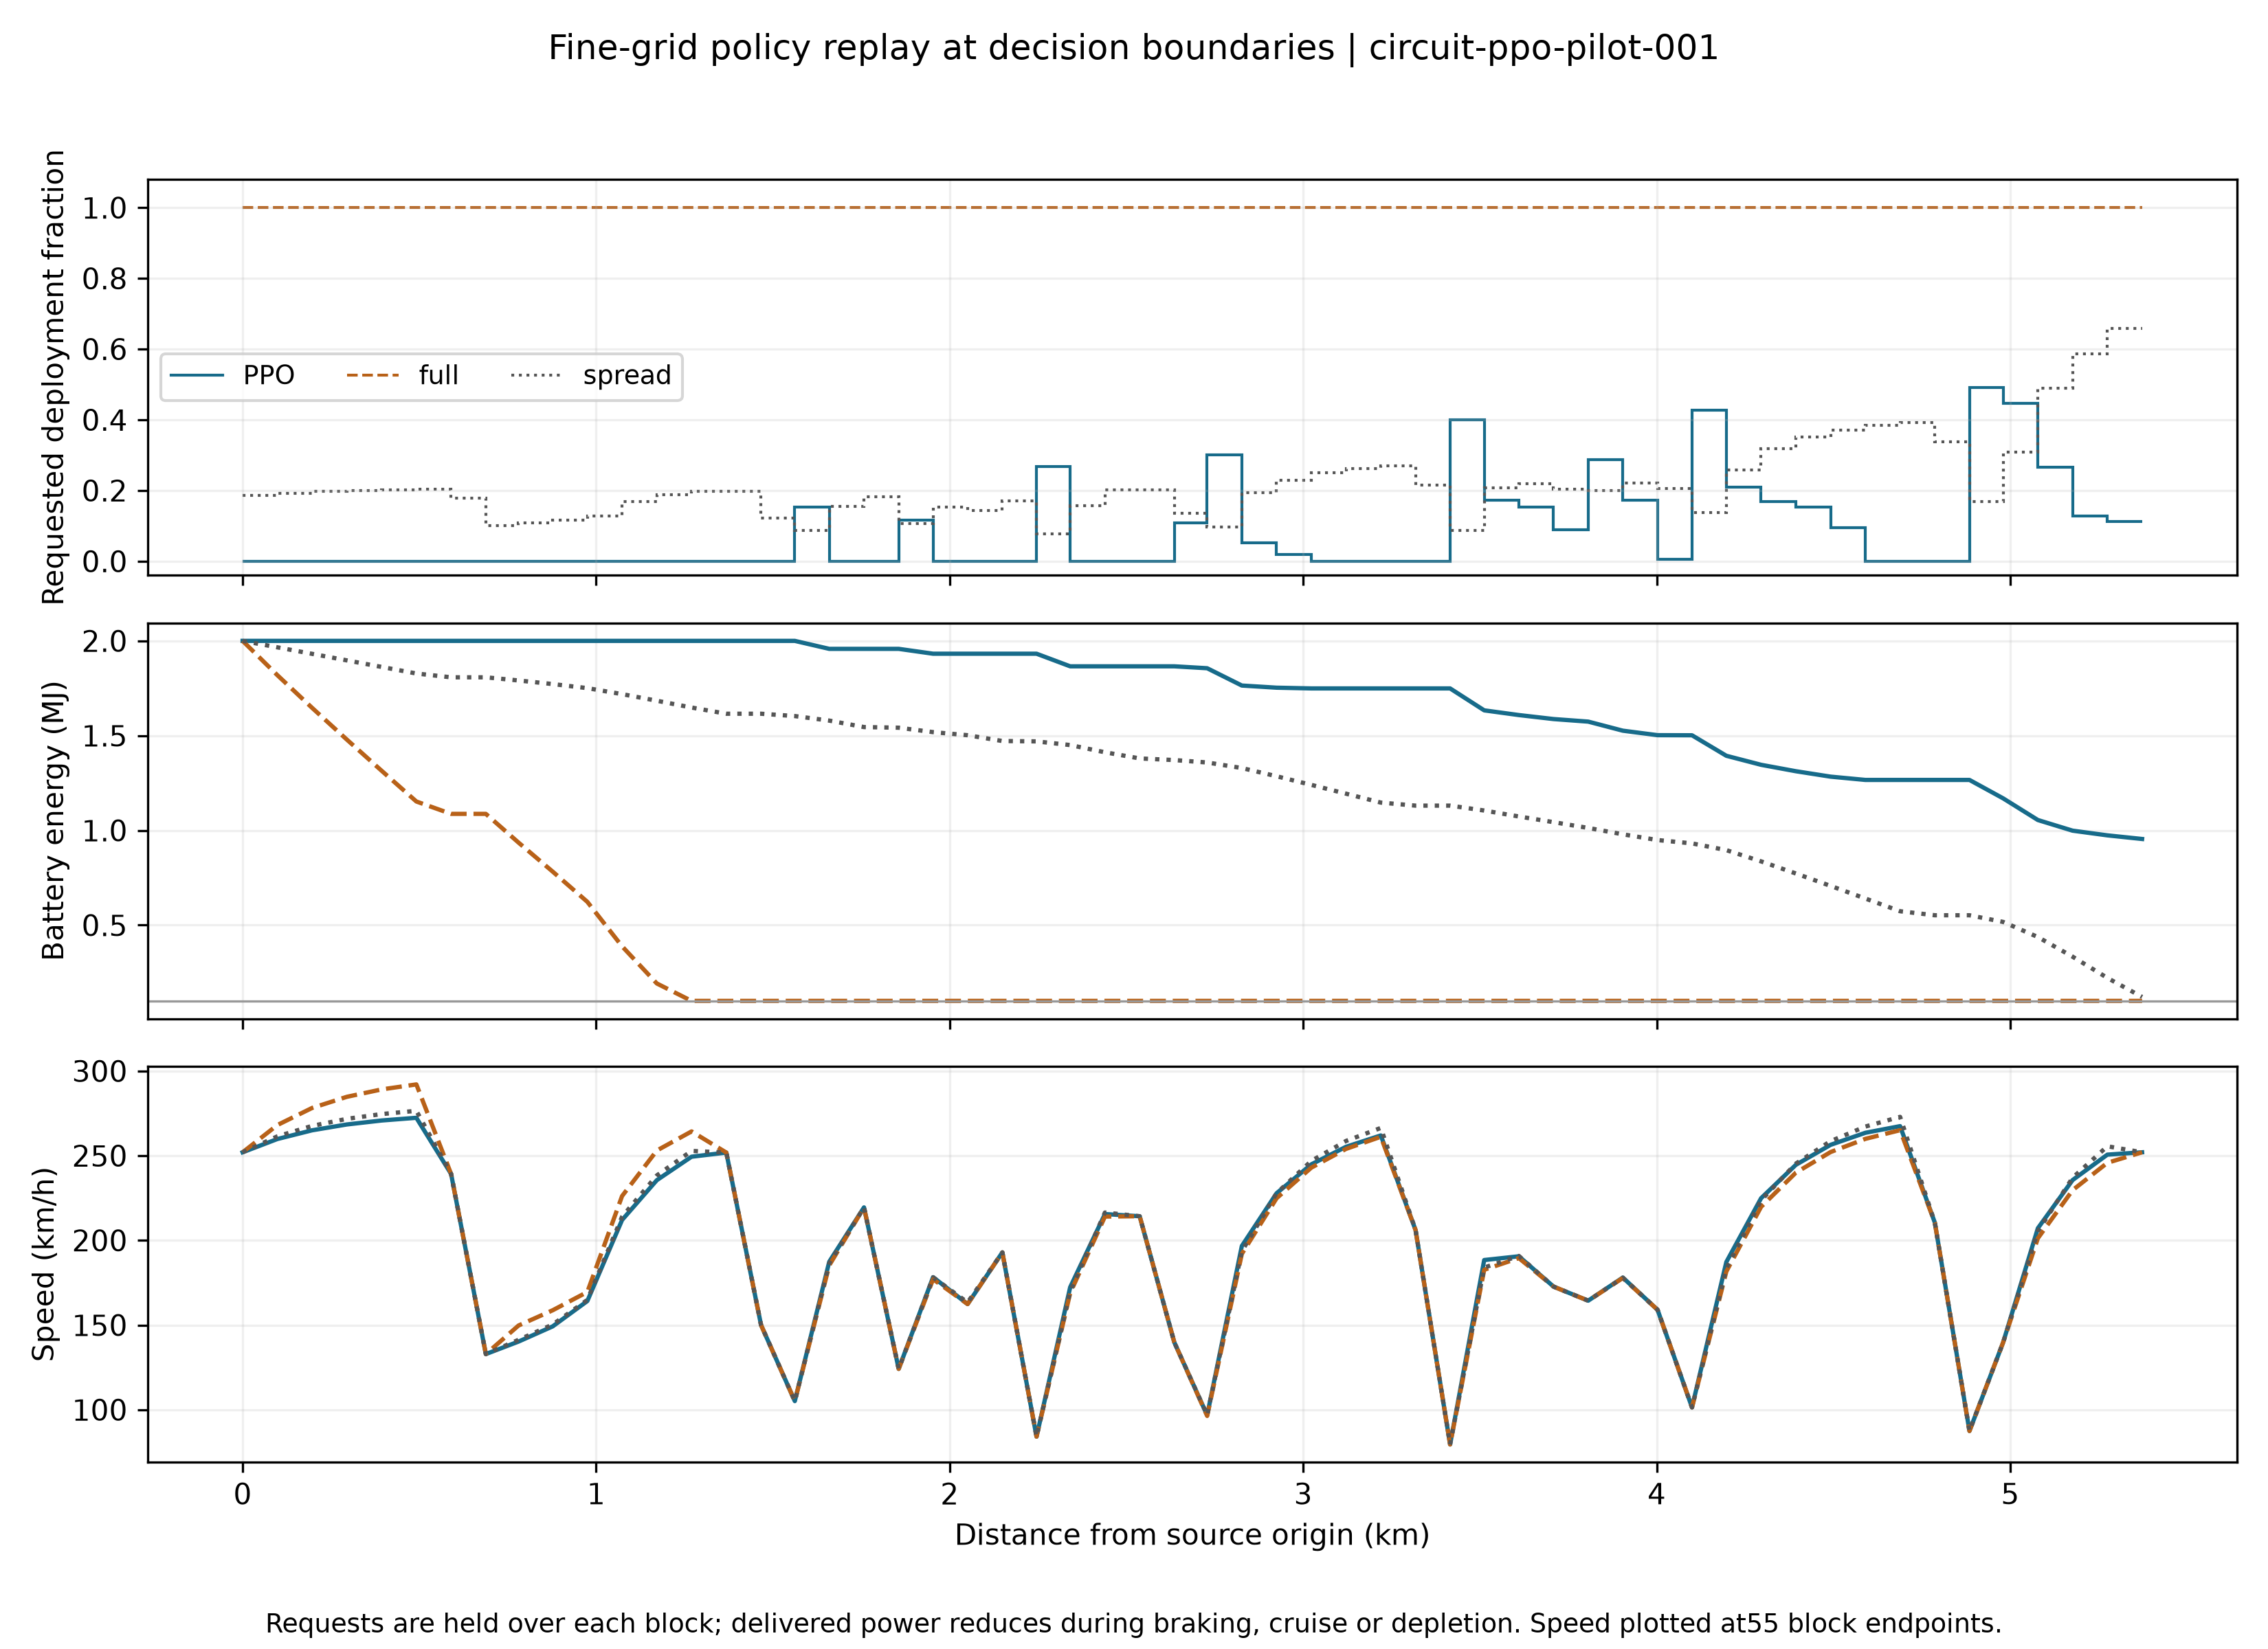 Fine-grid policy replay at decision boundaries | circuit-ppo-pilot-001
Requested deployment fraction
1.0
0.8
0.6
0.4
0.2
0.0
PPO full spread
Battery energy (MJ)
2.0
1.5
1.0
0.5
Speed (km/h)
300
250
200
150
100
0 1 2 3 4 5
Distance from source origin (km)
Requests are held over each block; delivered power reduces during braking, cruise or depletion. Speed plotted at55 block endpoints.